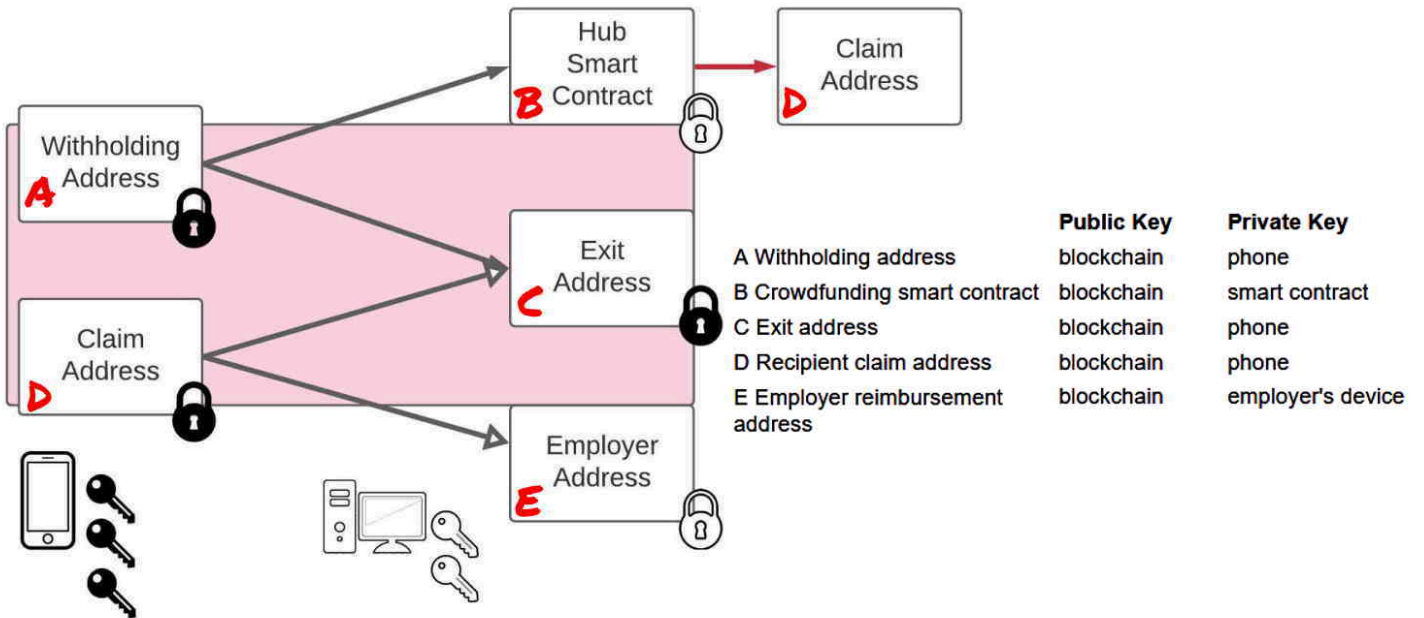 Hub
Smart
Contract
B
Claim
Address
D
Withholding
Address
A
Exit
Address
C
Claim
Address
D
Employer
Address
E
Public Key Private Key
A Withholding address blockchain phone
B Crowdfunding smart contract blockchain smart contract
C Exit address blockchain phone
D Recipient claim address blockchain phone
E Employer reimbursement blockchain employer's device
address